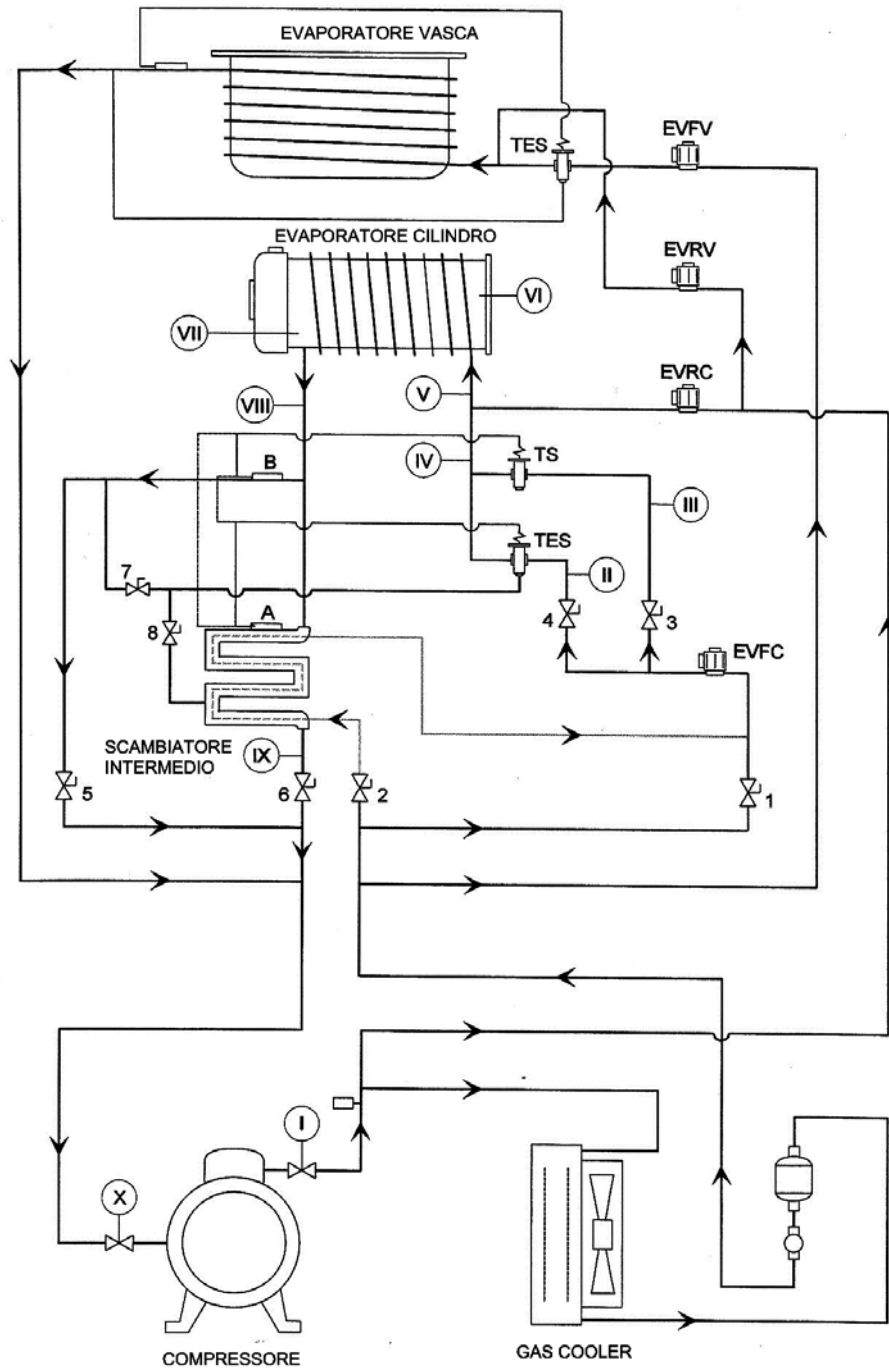 EVAPORATORE VASCA
EVFV
TES
EVAPORATORE CILINDRO
EVRV
VI
VII
EVRC
V
VIII
TS
IV
B
III
TES
II
7
A
8
4
3
EVFC
SCAMBIATORE
INTERMEDIO
IX
5
6
2
1
I
X
COMPRESSORE
GAS COOLER